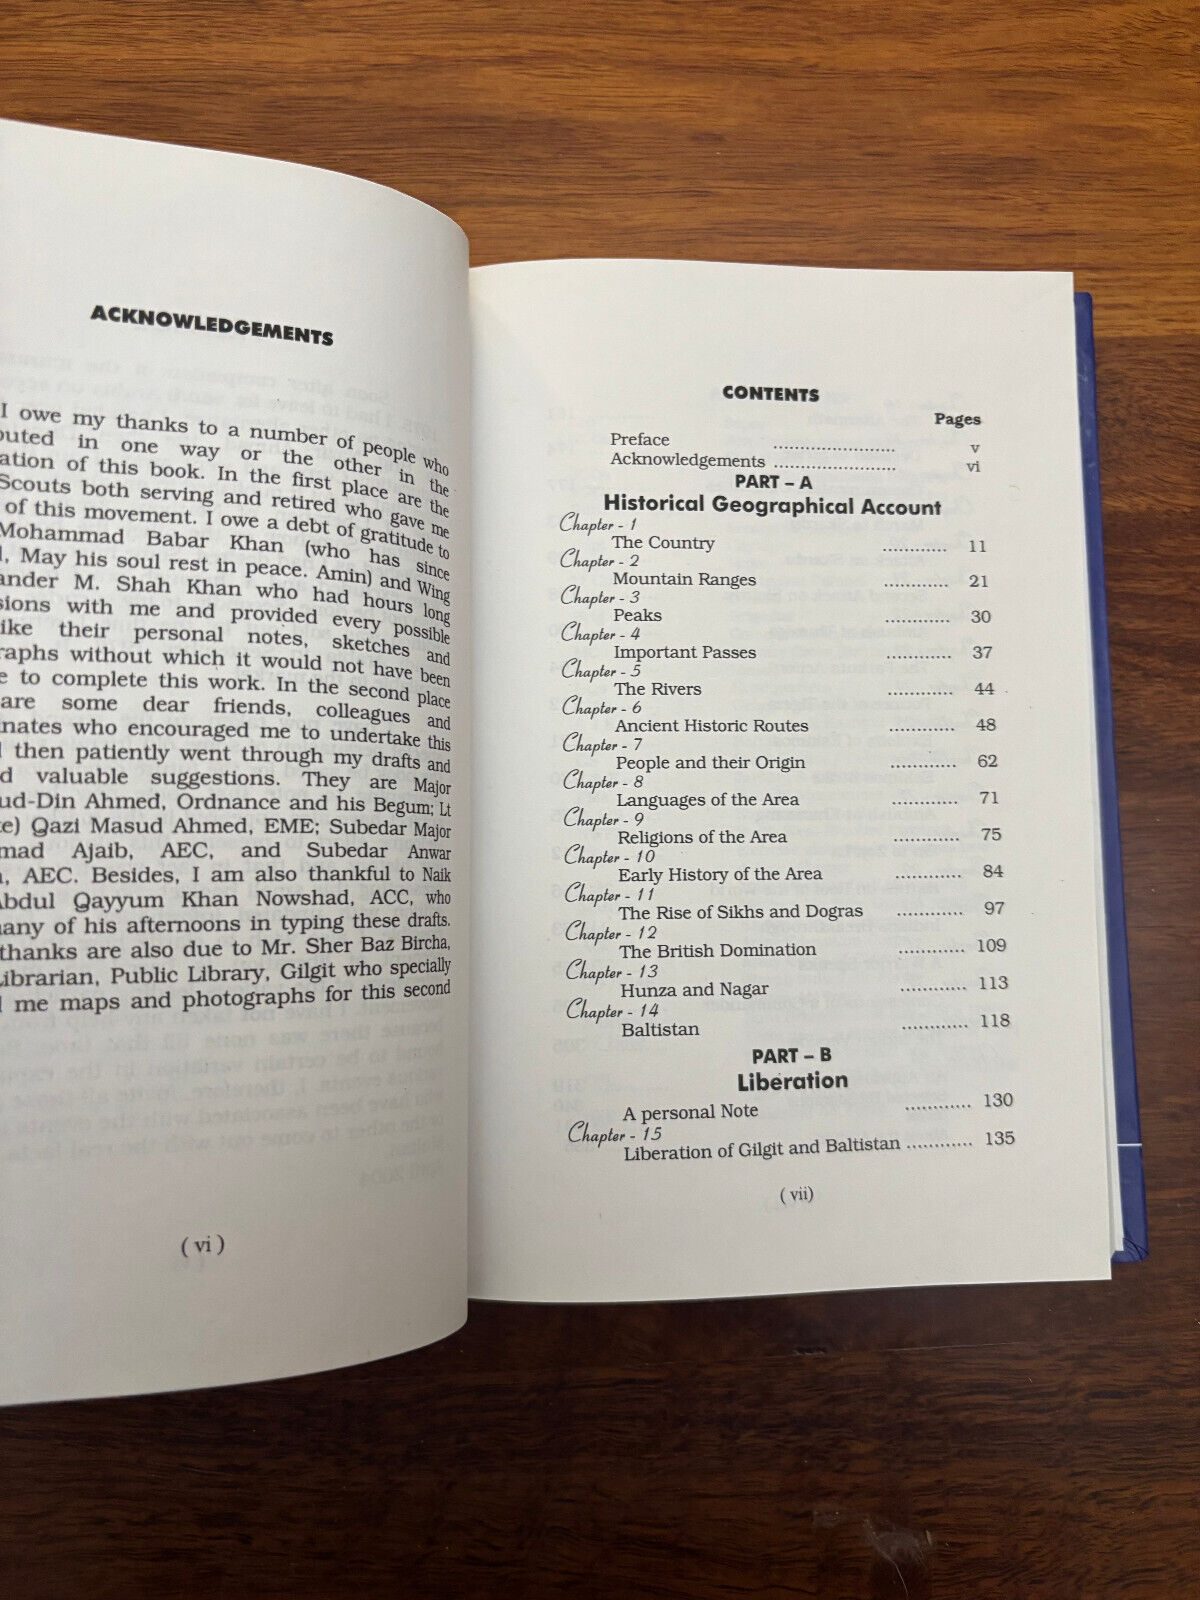 ACKNOWLEDGEMENTS
I owe my thanks to a number of people who
in one way or the other in the
of this book. In the first place are the
Scouts both serving and retired who gave me
of this movement. I owe a debt of gratitude to
Mohammad Babar Khan (who has since
May his soul rest in peace. Amin) and Wing
M. Shah Khan who had hours long
with me and provided every possible
their personal notes, sketches and
without which it would not have been
to complete this work. In the second place
are some dear friends, colleagues and
who encouraged me to undertake this
then patiently went through my drafts and
valuable suggestions. They are Major
ud-Din Ahmed, Ordnance and his Begum; Lt
Qazi Masud Ahmed, EME; Subedar Major
Ajaib, AEC, and Subedar Anwar
AEC. Besides, I am also thankful to Naik
Abdul Qayyum Khan Nowshad, ACC, who
many of his afternoons in typing these drafts.
thanks are also due to Mr. Sher Baz Bircha,
Librarian, Public Library, Gilgit who specially
me maps and photographs for this second
( vi )
CONTENTS
Pages
Preface ........................ v
Acknowledgements ........................ vi
PART – A
Historical Geographical Account
Chapter - 1
The Country ............ 11
Chapter - 2
Mountain Ranges ............ 21
Chapter - 3
Peaks ............ 30
Chapter - 4
Important Passes ............ 37
Chapter - 5
The Rivers ............ 44
Chapter - 6
Ancient Historic Routes ............ 48
Chapter - 7
People and their Origin ............ 62
Chapter - 8
Languages of the Area ............ 71
Chapter - 9
Religions of the Area ............ 75
Chapter - 10
Early History of the Area ............ 84
Chapter - 11
The Rise of Sikhs and Dogras ............ 97
Chapter - 12
The British Domination ............ 109
Chapter - 13
Hunza and Nagar ............ 113
Chapter - 14
Baltistan ............ 118
PART – B
Liberation
A personal Note ............ 130
Chapter - 15
Liberation of Gilgit and Baltistan ............ 135
( vii )